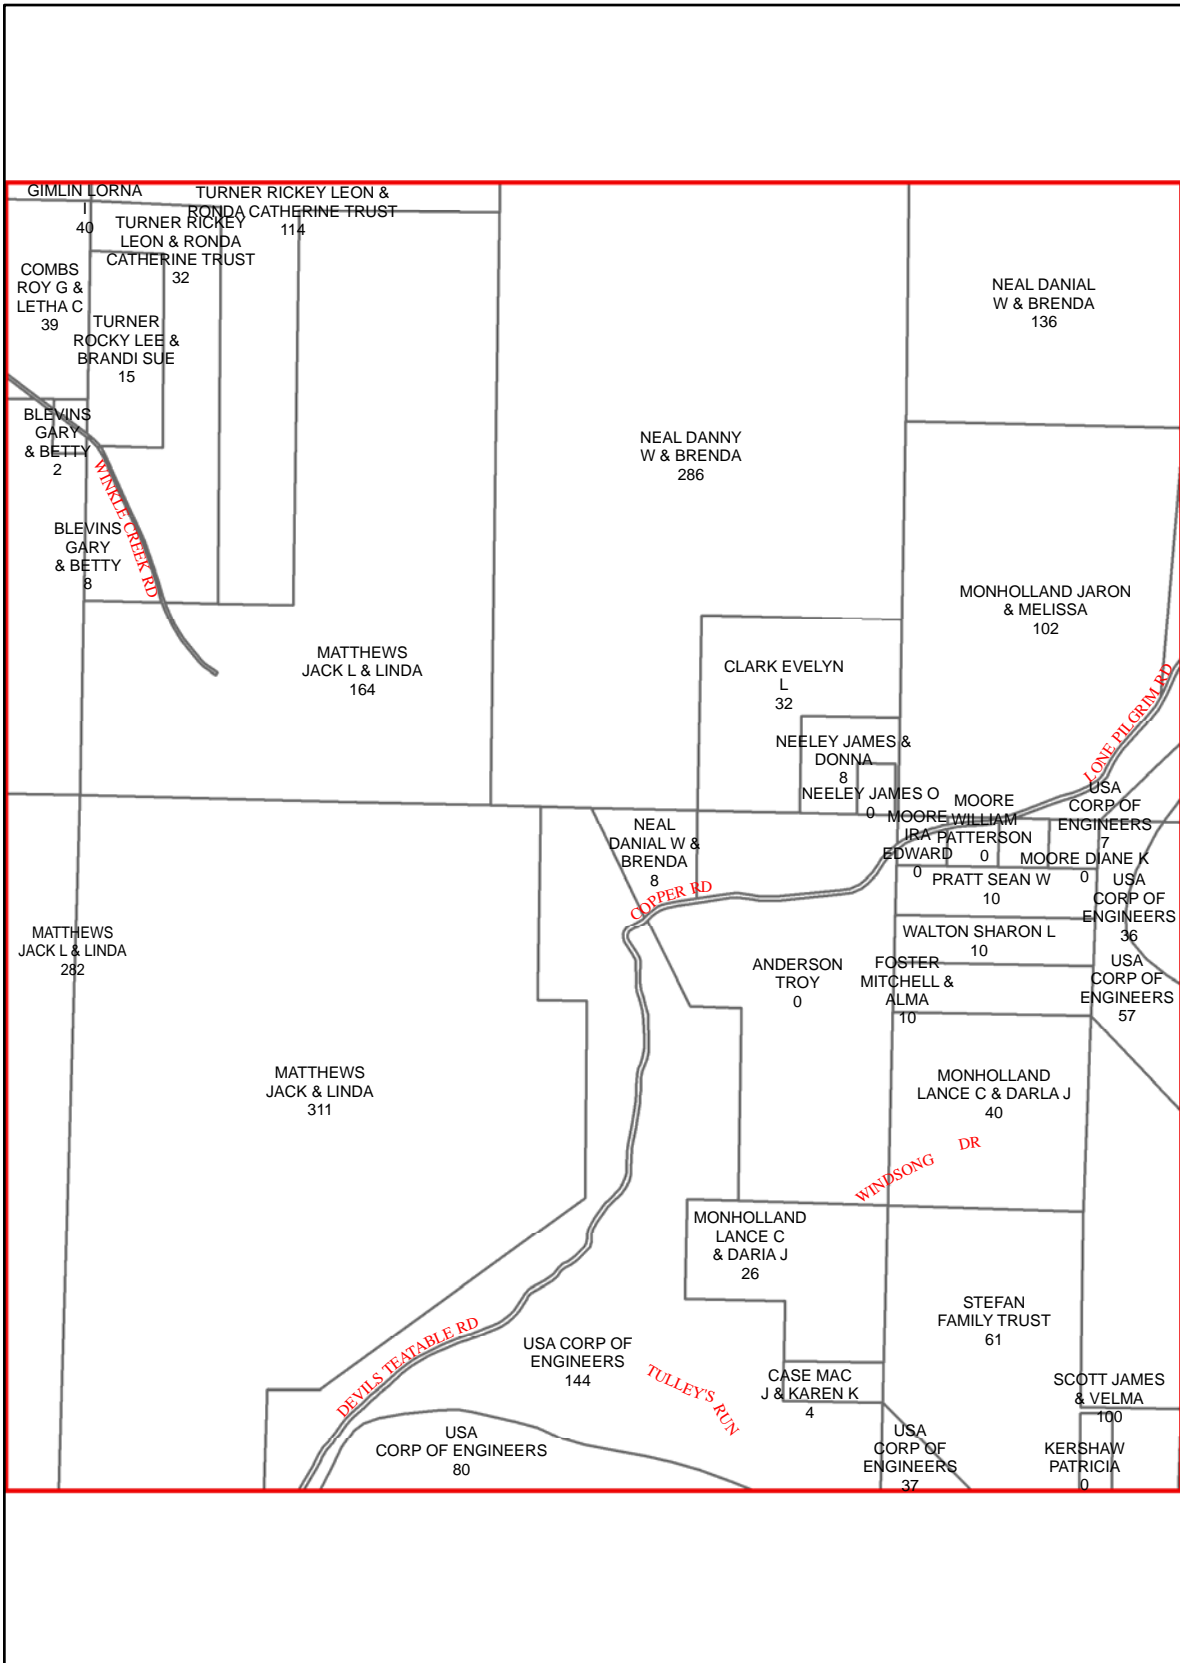 GIMLIN LORNA
I
40
TURNER RICKEY LEON &
RONDA CATHERINE TRUST
114
TURNER RICKEY
LEON & RONDA
CATHERINE TRUST
32
COMBS
ROY G &
LETHA C
39
TURNER
ROCKY LEE &
BRANDI SUE
15
NEAL DANIAL
W & BRENDA
136
BLEVINS
GARY
& BETTY
2
NEAL DANNY
W & BRENDA
286
WINKLE CREEK RD
BLEVINS
GARY
& BETTY
8
MONHOLLAND JARON
& MELISSA
102
MATTHEWS
JACK L & LINDA
164
CLARK EVELYN
L
32
LONE PILGRIM RD
NEELEY JAMES &
DONNA
8
NEELEY JAMES O
0
MOORE
WILLIAM
PATTERSON
0
USA
CORP OF
ENGINEERS
7
MOORE
IRA
EDWARD
0
NEAL
DANIAL W &
BRENDA
8
MOORE DIANE K
0
COPPER RD
PRATT SEAN W
10
USA
CORP OF
ENGINEERS
36
MATTHEWS
JACK L & LINDA
282
WALTON SHARON L
10
ANDERSON
TROY
0
FOSTER
MITCHELL &
ALMA
10
USA
CORP OF
ENGINEERS
57
MATTHEWS
JACK & LINDA
311
MONHOLLAND
LANCE C & DARLA J
40
WINDSONG DR
MONHOLLAND
LANCE C
& DARIA J
26
STEFAN
FAMILY TRUST
61
DEVILS TEATABLE RD
USA CORP OF
ENGINEERS
144
TULLEY'S RUN
CASE MAC
J & KAREN K
4
SCOTT JAMES
& VELMA
100
USA
CORP OF ENGINEERS
80
USA
CORP OF
ENGINEERS
37
KERSHAW
PATRICIA
0